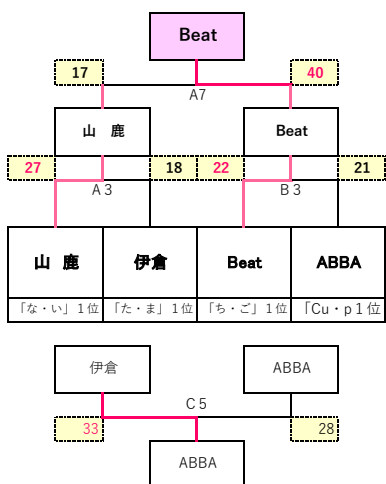 Beat
17 40
A7
山　鹿 Beat
27 18 22 21
A３ B３
山　鹿 伊倉 Beat ABBA
「な・い」１位 「た・ま」１位 「ち・ご」１位 「Cu・p１位
伊倉 ABBA
C５
33 28
ABBA